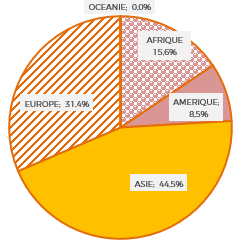 OCEANIE; 0,0%
AFRIQUE
15,6%
AMERIQUE;
8,5%
EUROPE; 31,4%
ASIE; 44,5%